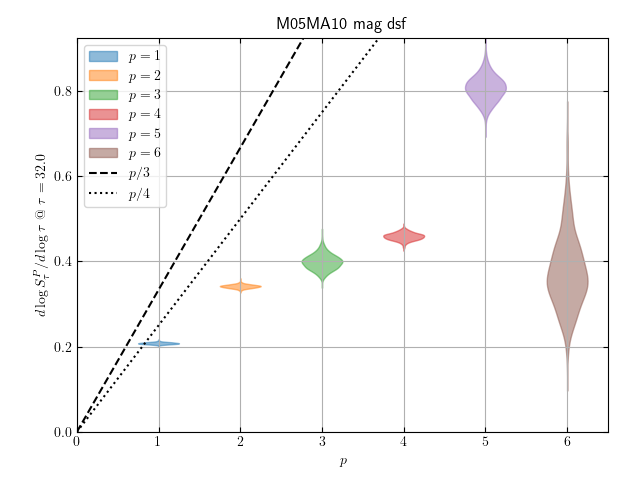 M05MA10 mag dsf
p = 1
p = 2
p = 3
p = 4
p = 5
p = 6
p/3
p/4
d log S_τ^P / d log τ @ τ = 32.0
0.8
0.6
0.4
0.2
0.0
0 1 2 3 4 5 6
p